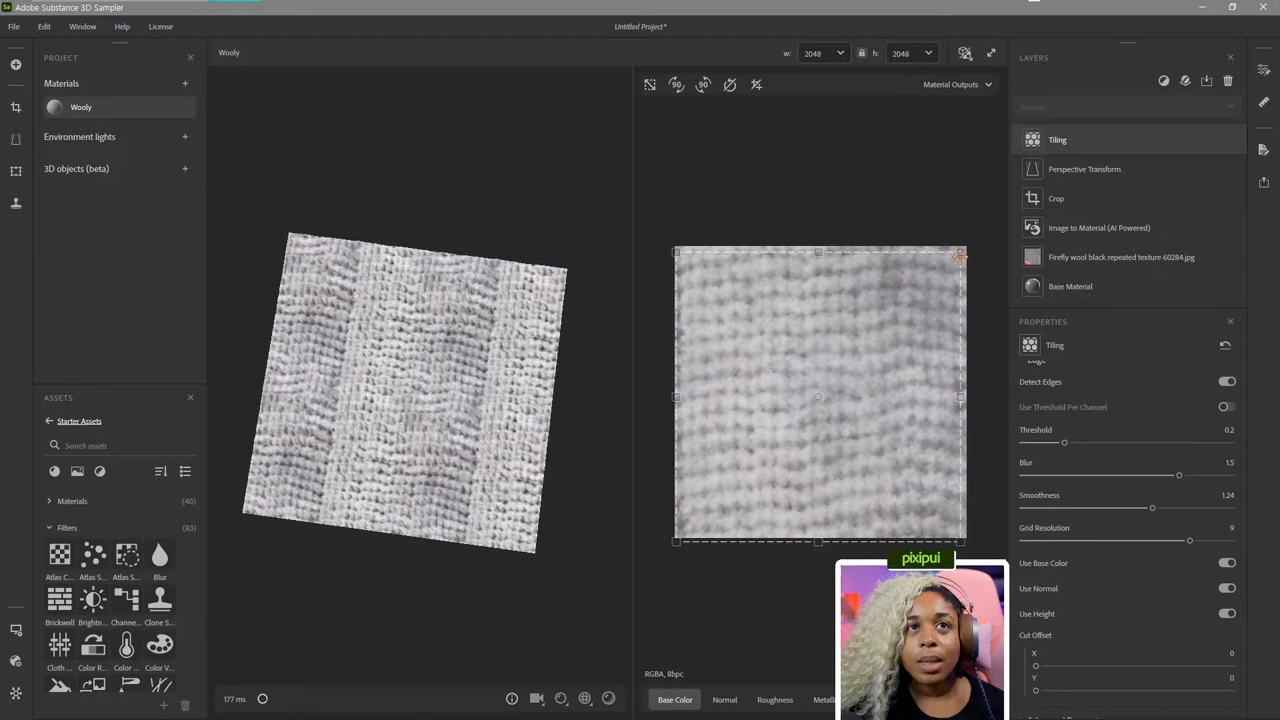 Adobe Substance 3D Sampler
File Edit Window Help License
Untitled Project*
PROJECT
Materials
Wooly
Environment lights
3D objects (beta)
ASSETS
Starter Assets
Search assets
Materials (40)
Filters (83)
Atlas C... Atlas S... Atlas S... Blur
Brickwall Brightn... Channe... Clone S...
Cloth ... Color R... Color ... Color V...
Wooly
w: 2048 h: 2048
90 90
Material Outputs
177 ms
RGBA, 8bpc
Base Color Normal Roughness Metalli
pixipui
LAYERS
Tiling
Perspective Transform
Crop
Image to Material (AI Powered)
Firefly wool black repeated texture 60284.jpg
Base Material
PROPERTIES
Tiling
Edge
Detect Edges
Use Threshold Per Channel
Threshold 0.2
Blur 1.5
Smoothness 1.24
Grid Resolution 9
Use Base Color
Use Normal
Use Height
Cut Offset
X 0
Y 0